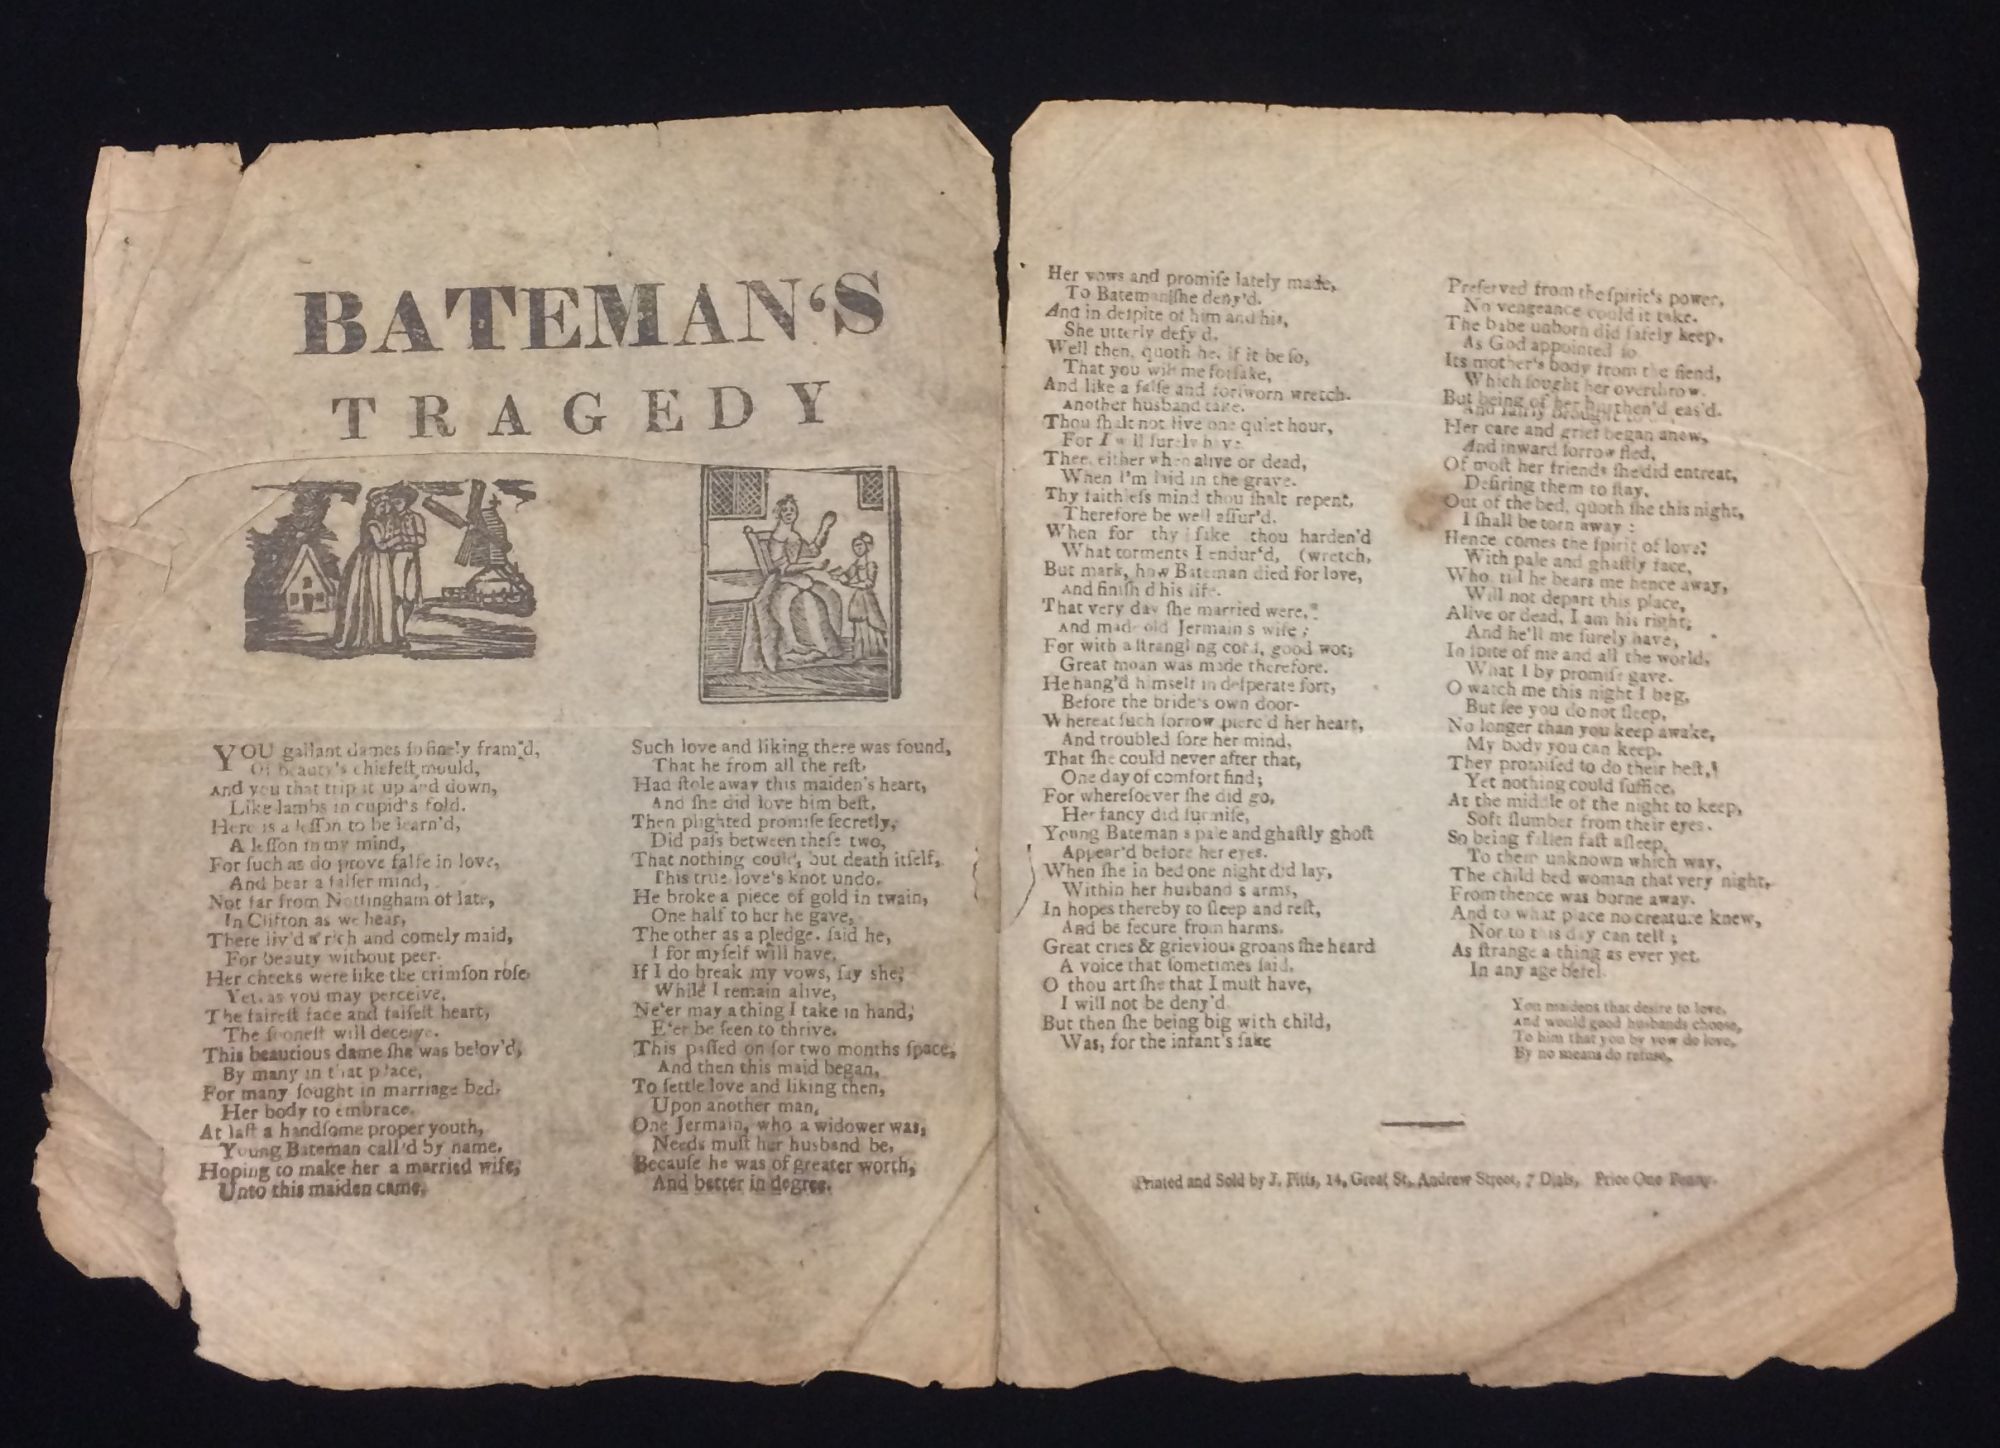 BATEMAN‘S
TRAGEDY
YOU gallant dames ſo finely fram'd,
Of beauty's chiefeſt mould,
And you that trip it up and down,
Like lambs in cupid's fold.
Here is a leſſon to be learn'd,
A leſſon in my mind,
For ſuch as do prove falſe in love,
And bear a falſer mind,
Not far from Nottingham of late,
In Clifton as we hear,
There liv'd a rich and comely maid,
For beauty without peer.
Her cheeks were like the crimſon roſe
Yet, as you may perceive,
The faireſt face and falſeſt heart,
The ſooneſt will deceive.
This beautious dame ſhe was belov'd,
By many in that place,
For many ſought in marriage bed,
Her body to embrace.
At laſt a handſome proper youth,
Young Bateman call'd by name,
Hoping to make her a married wife,
Unto this maiden came.
Such love and liking there was found,
That he from all the reſt,
Had ſtole away this maiden's heart,
And ſhe did love him beſt,
Then plighted promiſe ſecretly,
Did paſs between theſe two,
That nothing could, but death itſelf,
This true love's knot undo.
He broke a piece of gold in twain,
One half to her he gave,
The other as a pledge, ſaid he,
I for myſelf will have,
If I do break my vows, ſay ſhe,
While I remain alive,
Ne'er may a thing I take in hand,
E'er be ſeen to thrive.
This paſſed on for two months ſpace,
And then this maid began,
To ſettle love and liking then,
Upon another man,
One Jermain, who a widower was,
Needs muſt her husband be,
Becauſe he was of greater worth,
And better in degree.
Her vows and promiſe lately made,
To Bateman ſhe deny'd.
And in deſpite of him and his,
She utterly defy d.
Well then, quoth he, if it be ſo,
That you will me forſake,
And like a falſe and forſworn wretch.
Another husband take.
Thou ſhalt not live one quiet hour,
For I will ſurely have
Thee, either when alive or dead,
When I'm laid in the grave.
Thy faithleſs mind thou ſhalt repent,
Therefore be well aſſur'd.
When for thy ſake thou harden'd
What torments I endur'd, (wretch,
But mark, how Bateman died for love,
And finiſh d his life.
That very day ſhe married were,
And made old Jermain s wife;
For with a ſtrangling cord, good wot;
Great moan was made therefore.
He hang'd himſelf in deſperate ſort,
Before the bride's own door-
Whereat ſuch ſorrow pierc'd her heart,
And troubled ſore her mind,
That ſhe could never after that,
One day of comfort find;
For whereſoever ſhe did go,
Her fancy did ſurmiſe,
Young Bateman s pale and ghaſtly ghoſt
Appear'd before her eyes.
When ſhe in bed one night did lay,
Within her husband s arms,
In hopes thereby to ſleep and reſt,
And be ſecure from harms.
Great cries & grievious groans ſhe heard
A voice that ſometimes ſaid,
O thou art ſhe that I muſt have,
I will not be deny'd.
But then ſhe being big with child,
Was, for the infant's ſake
Preſerved from the ſpirit's power,
No vengeance could it take.
The babe unborn did ſafely keep,
As God appointed ſo
Its mother's body from the fiend,
Which ſought her overthrow.
But being of her burthen'd eas'd.
And fairly brought to
Her care and grief began anew,
And inward ſorrow fled,
Of moſt her friends ſhe did entreat,
Deſiring them to ſtay,
Out of the bed, quoth ſhe this night,
I ſhall be torn away :
Hence comes the ſpirit of love,
With pale and ghaſtly face,
Who till he bears me hence away,
Will not depart this place,
Alive or dead, I am his right;
And he'll me ſurely have,
In ſpite of me and all the world,
What I by promiſe gave.
O watch me this night I beg,
But ſee you do not ſleep,
No longer than you keep awake,
My body you can keep.
They promiſed to do their beſt,
Yet nothing could ſuffice,
At the middle of the night to keep,
Soft ſlumber from their eyes.
So being fallen faſt aſleep,
To them unknown which way,
The child bed woman that very night,
From thence was borne away.
And to what place no creature knew,
Nor to this day can tell ;
As ſtrange a thing as ever yet,
In any age befel.
You maidens that desire to love,
And would good husbands choose,
To him that you by vow do love,
By no means do refuse,
Printed and Sold by J. Pitts, 14, Great St. Andrew Street, 7 Dials, Price One Penny.